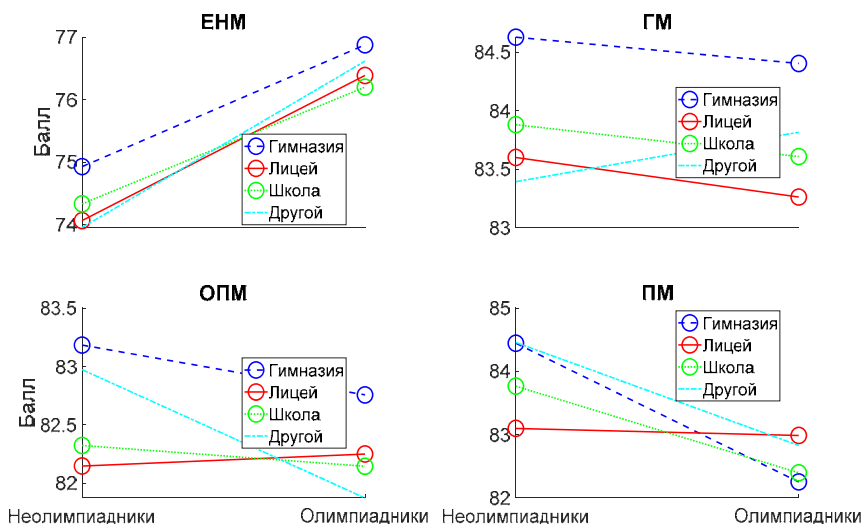 ЕНМ
77
76
75
74
Балл
Гимназия
Лицей
Школа
Другой
ГМ
84.5
84
83.5
83
Гимназия
Лицей
Школа
Другой
ОПМ
83.5
83
82.5
82
Балл
Гимназия
Лицей
Школа
Другой
Неолимпиадники
Олимпиадники
ПМ
85
84
83
82
Гимназия
Лицей
Школа
Другой
Неолимпиадники
Олимпиадники